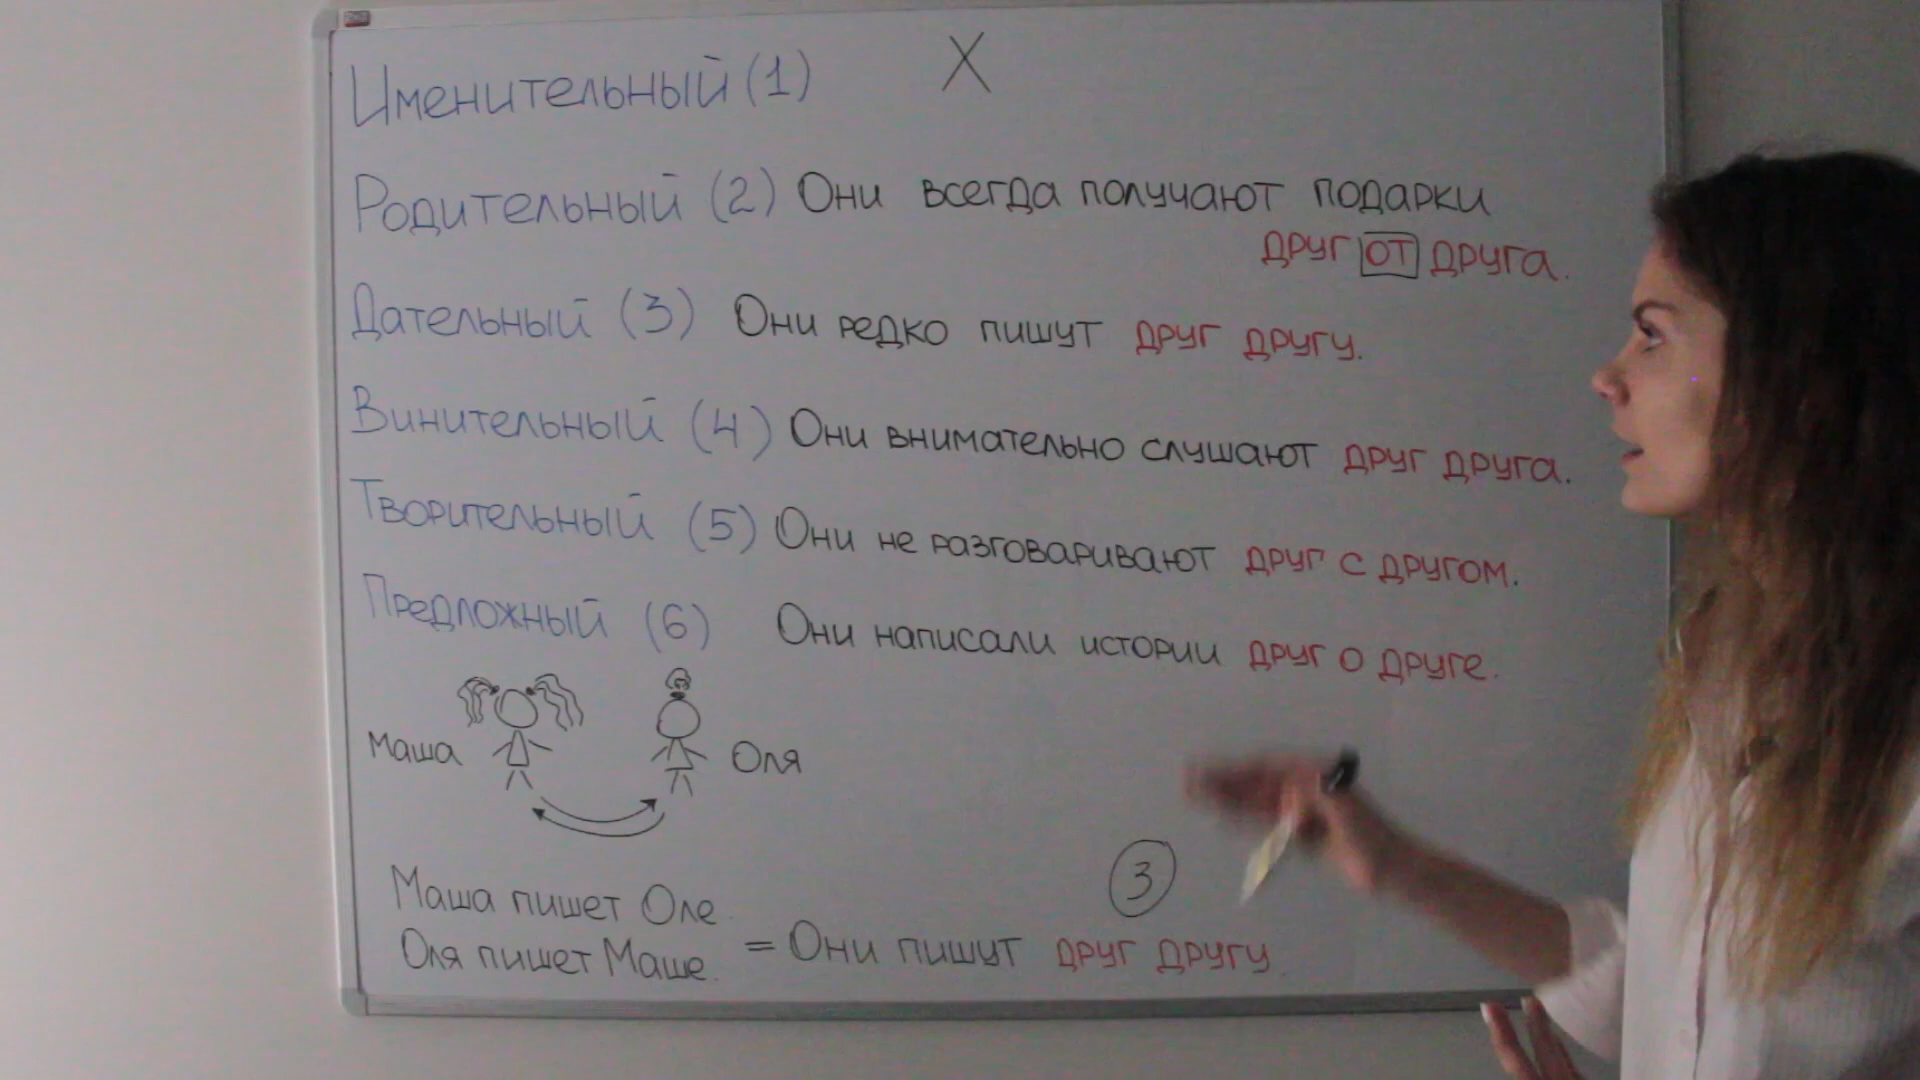 Именительный (1) X
Родительный (2) Они всегда получают подарки
друг от друга.
Дательный (3) Они редко пишут друг другу.
Винительный (4) Они внимательно слушают друг друга.
Творительный (5) Они не разговаривают друг с другом.
Предложный (6) Они написали истории друг о друге.
Маша Оля
3
Маша пишет Оле
Оля пишет Маше. = Они пишут друг другу.